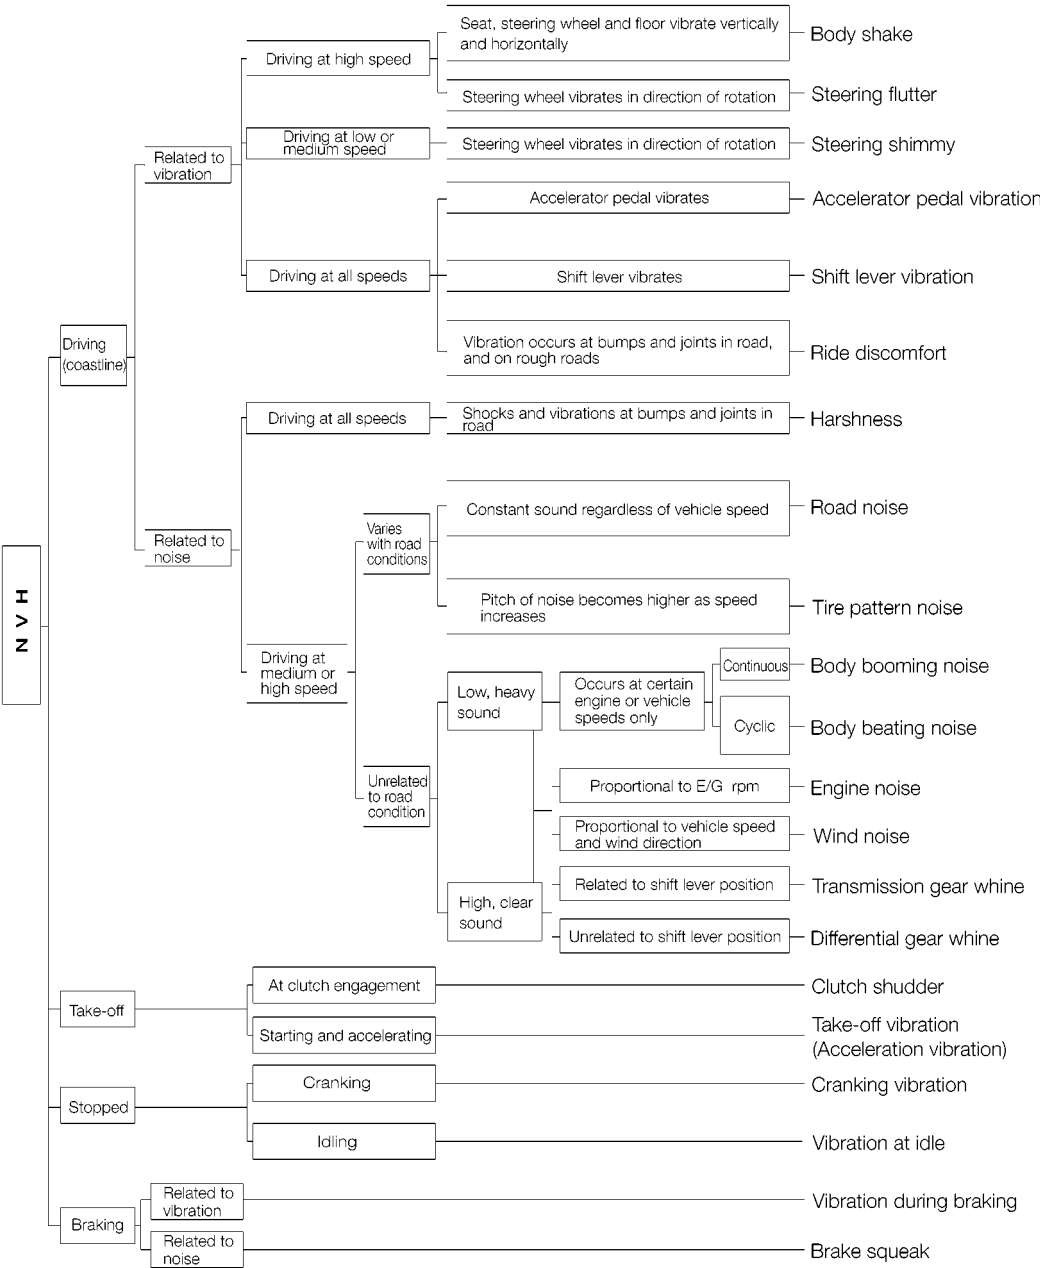 Seat, steering wheel and floor vibrate vertically
and horizontally
Body shake
Driving at high speed
Steering wheel vibrates in direction of rotation
Steering flutter
Driving at low or
medium speed
Steering wheel vibrates in direction of rotation
Steering shimmy
Related to
vibration
Accelerator pedal vibrates
Accelerator pedal vibration
Driving at all speeds
Shift lever vibrates
Shift lever vibration
Vibration occurs at bumps and joints in road,
and on rough roads
Ride discomfort
Driving
(coastline)
Driving at all speeds
Shocks and vibrations at bumps and joints in
road
Harshness
Related to
noise
Varies
with road
conditions
Constant sound regardless of vehicle speed
Road noise
Pitch of noise becomes higher as speed
increases
Tire pattern noise
NVH
Driving at
medium or
high speed
Low, heavy
sound
Occurs at certain
engine or vehicle
speeds only
Continuous
Body booming noise
Cyclic
Body beating noise
Unrelated
to road
condition
Proportional to E/G rpm
Engine noise
Proportional to vehicle speed
and wind direction
Wind noise
High, clear
sound
Related to shift lever position
Transmission gear whine
Unrelated to shift lever position
Differential gear whine
Take-off
At clutch engagement
Clutch shudder
Starting and accelerating
Take-off vibration
(Acceleration vibration)
Stopped
Cranking
Cranking vibration
Idling
Vibration at idle
Braking
Related to
vibration
Vibration during braking
Related to
noise
Brake squeak